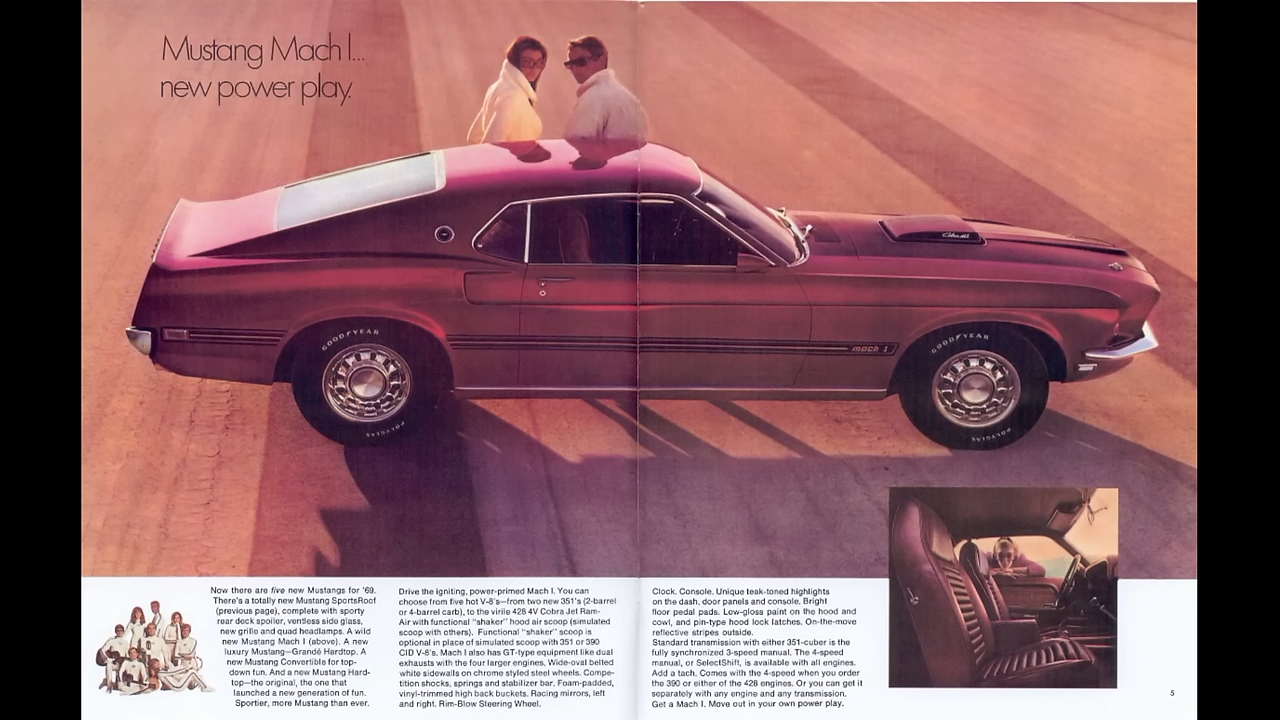 Mustang Mach I...
new power play.
Cobra Jet
mach 1
GOODYEAR
POLYGLAS
GOODYEAR
POLYGLAS
Now there are five new Mustangs for '69.
There's a totally new Mustang SportsRoof
(previous page), complete with sporty
rear deck spoiler, ventless side glass,
new grille and quad headlamps. A wild
new Mustang Mach I (above). A new
luxury Mustang—Grandé Hardtop. A
new Mustang Convertible for top-
down fun. And a new Mustang Hard-
top—the original, the one that
launched a new generation of fun.
Sportier, more Mustang than ever.
Drive the igniting, power-primed Mach I. You can
choose from five hot V-8's—from two new 351's (2-barrel
or 4-barrel carb), to the virile 428 4V Cobra Jet Ram-
Air with functional "shaker" hood air scoop (simulated
scoop with others). Functional "shaker" scoop is
optional in place of simulated scoop with 351 or 390
CID V-8's. Mach I also has GT-type equipment like dual
exhausts with the four larger engines. Wide-oval belted
white sidewalls on chrome styled steel wheels. Compe-
tition shocks, springs and stabilizer bar. Foam-padded,
vinyl-trimmed high back buckets. Racing mirrors, left
and right. Rim-Blow Steering Wheel.
Clock. Console. Unique teak-toned highlights
on the dash, door panels and console. Bright
floor pedal pads. Low-gloss paint on the hood and
cowl, and pin-type hood lock latches. On-the-move
reflective stripes outside.
Standard transmission with either 351-cuber is the
fully synchronized 3-speed manual. The 4-speed
manual, or SelectShift, is available with all engines.
Add a tach. Comes with the 4-speed when you order
the 390 or either of the 428 engines. Or you can get it
separately with any engine and any transmission.
Get a Mach I. Move out in your own power play.
5